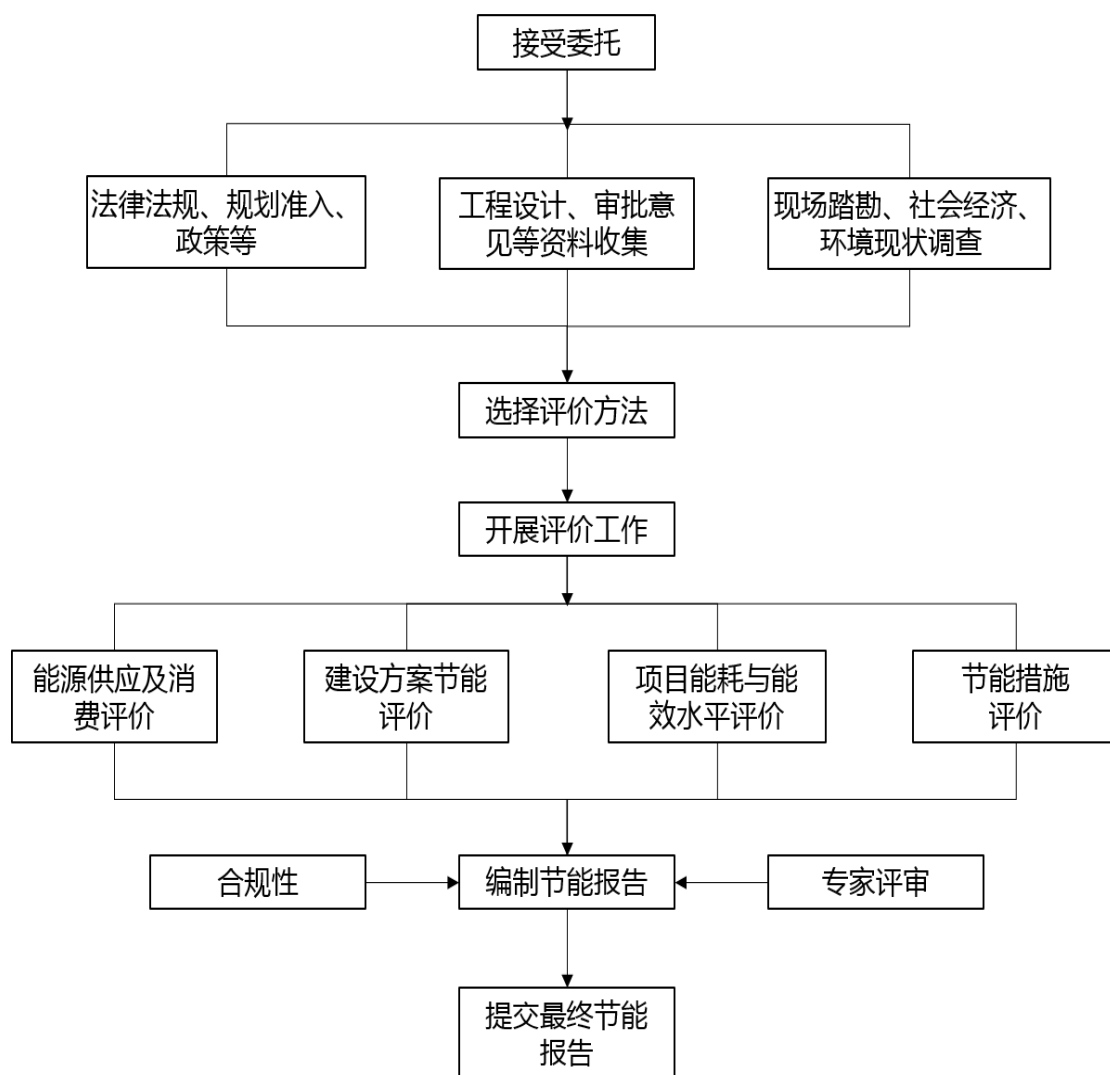 接受委托
法律法规、规划准入、
政策等
工程设计、审批意
见等资料收集
现场踏勘、社会经济、
环境现状调查
选择评价方法
开展评价工作
能源供应及消
费评价
建设方案节能
评价
项目能耗与能
效水平评价
节能措施
评价
合规性
编制节能报告
专家评审
提交最终节能
报告